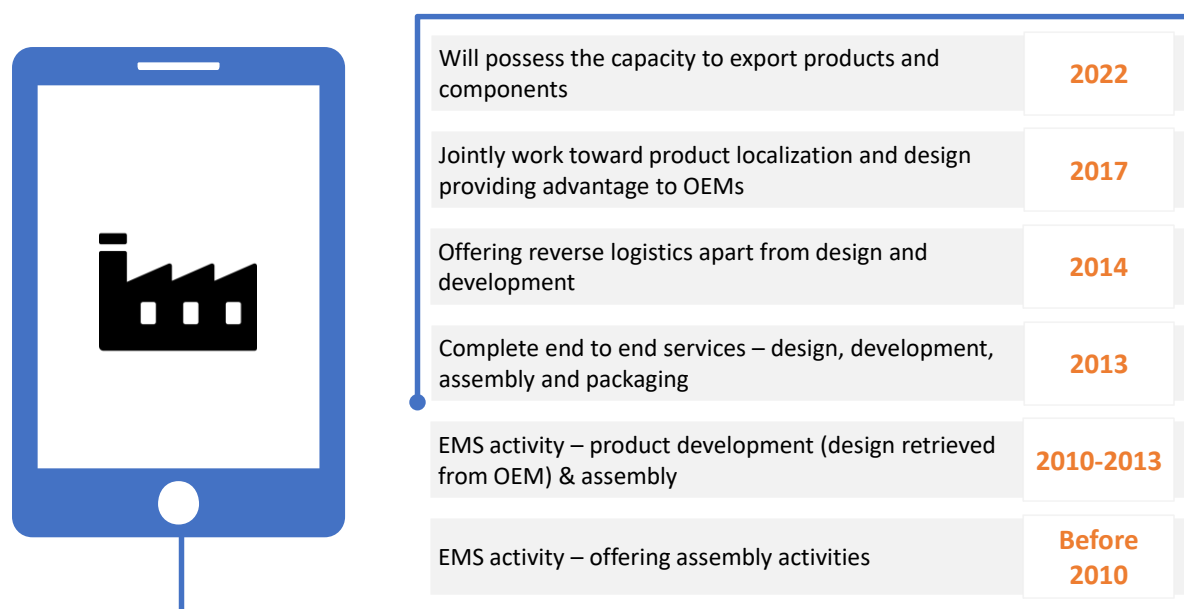 Will possess the capacity to export products and
components
2022
Jointly work toward product localization and design
providing advantage to OEMs
2017
Offering reverse logistics apart from design and
development
2014
Complete end to end services – design, development,
assembly and packaging
2013
EMS activity – product development (design retrieved
from OEM) & assembly
2010-2013
EMS activity – offering assembly activities
Before
2010